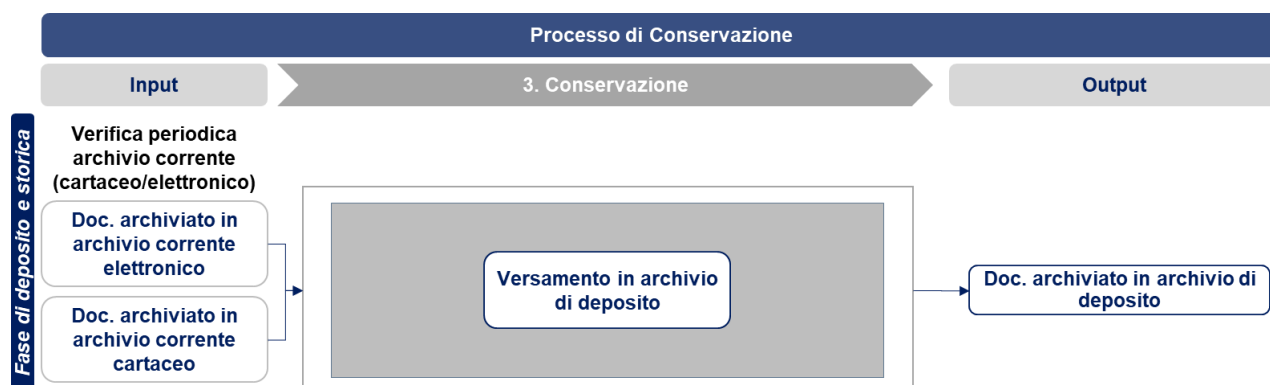 Processo di Conservazione
Input
3. Conservazione
Output
Fase di deposito e storica
Verifica periodica
archivio corrente
(cartaceo/elettronico)
Doc. archiviato in
archivio corrente
elettronico
Doc. archiviato in
archivio corrente
cartaceo
Versamento in archivio
di deposito
Doc. archiviato in archivio di
deposito